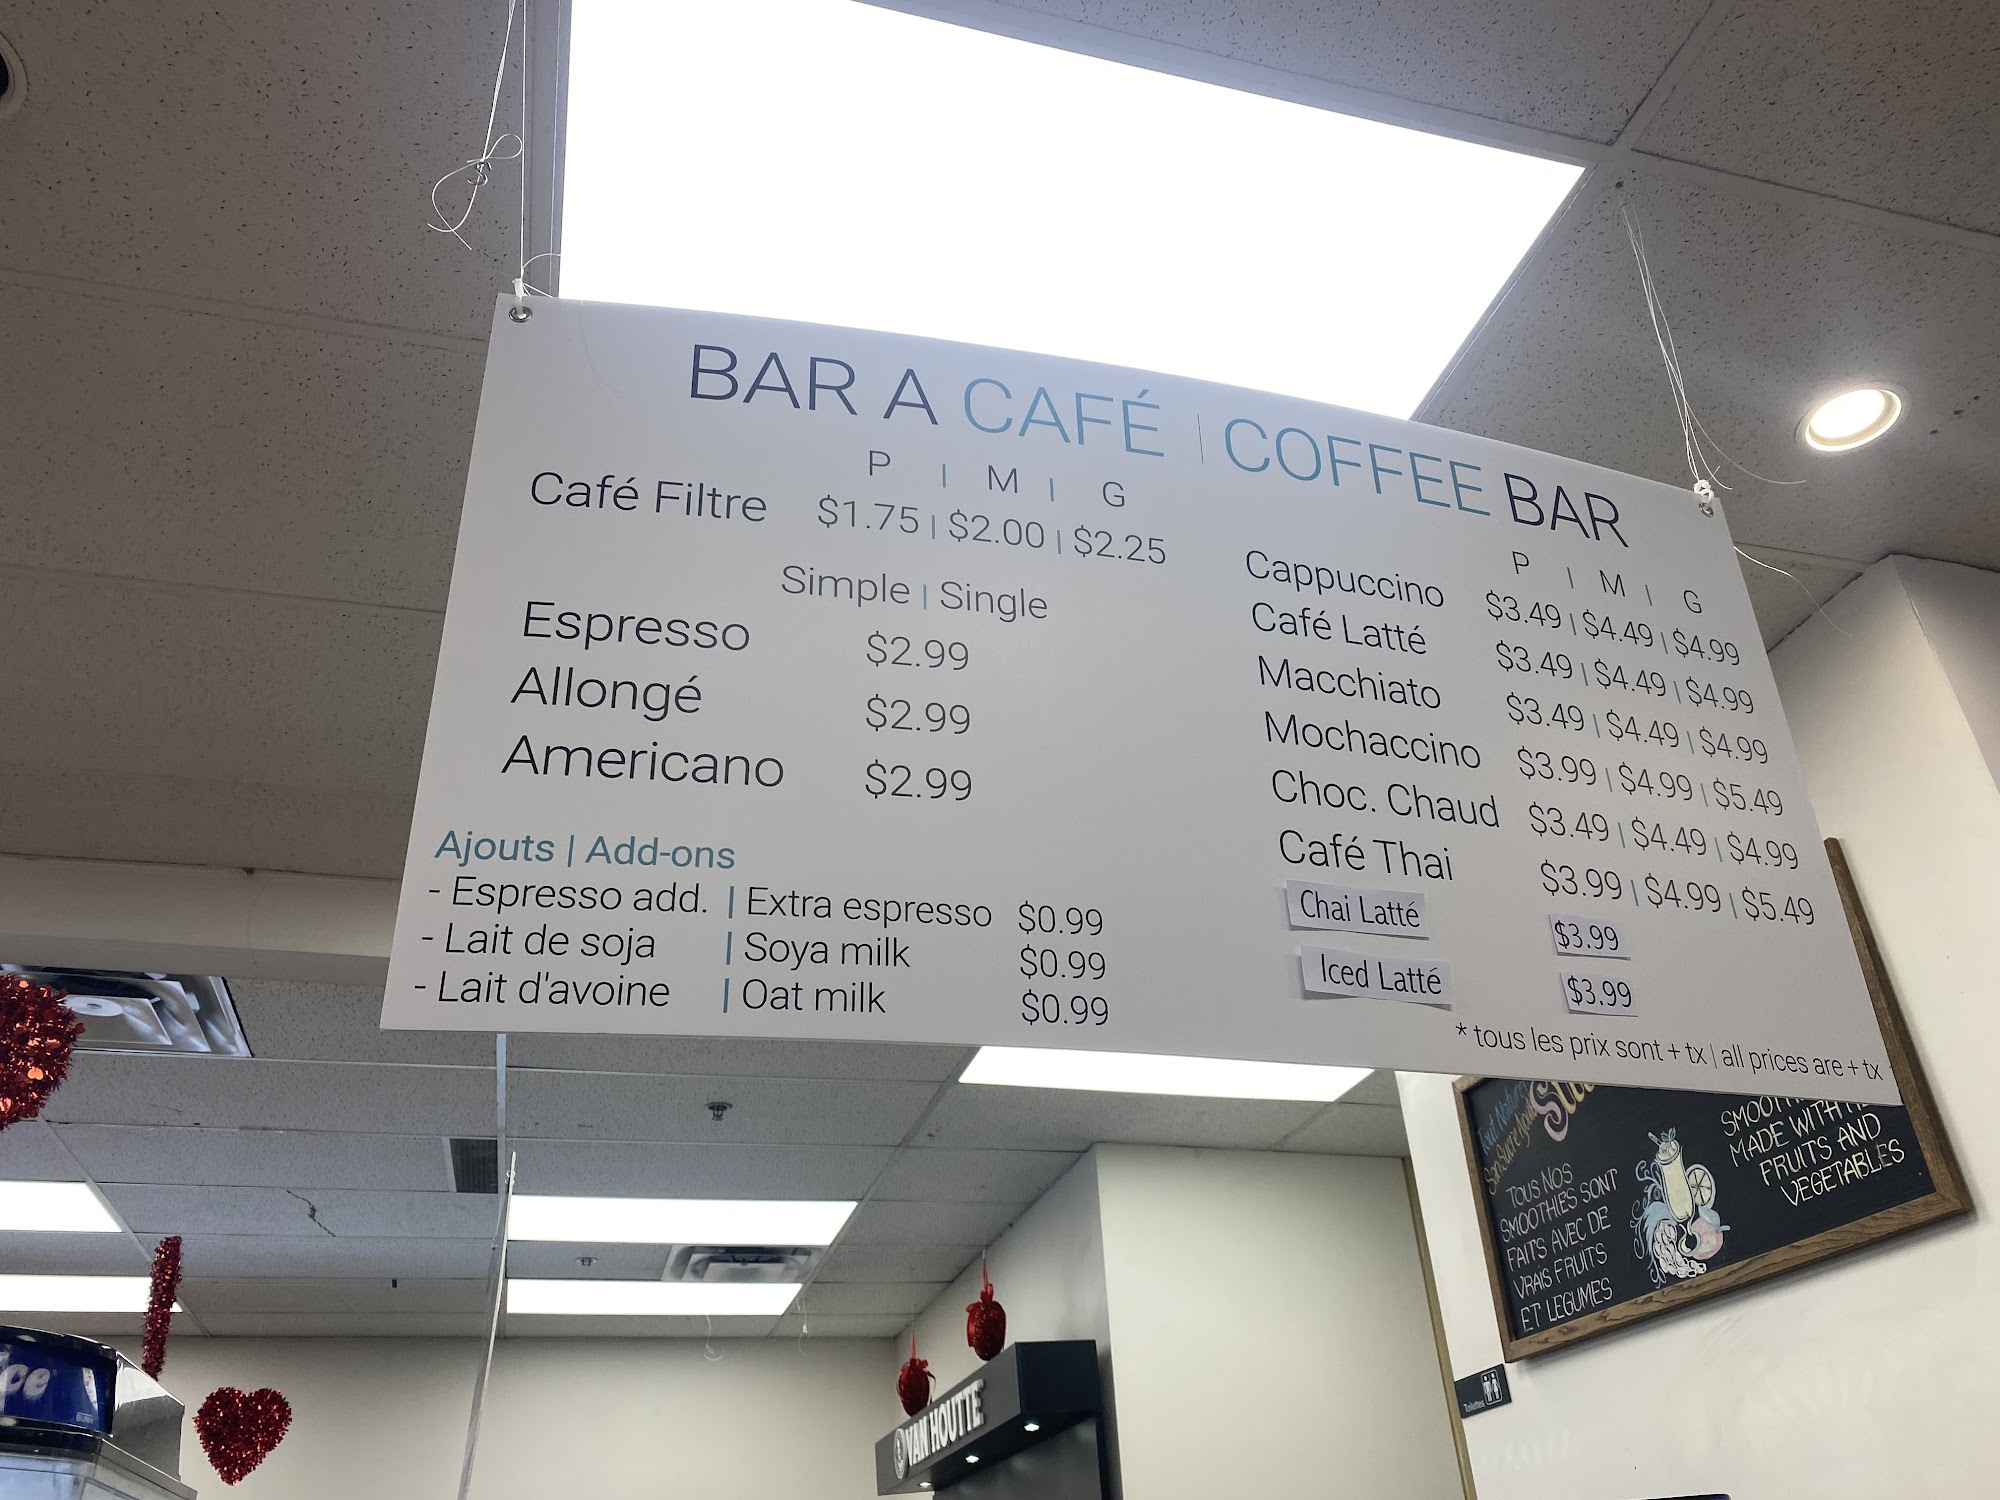 BAR A CAFÉ | COFFEE BAR
P | M | G
Café Filtre $1.75 | $2.00 | $2.25
Simple | Single
Espresso $2.99
Allongé $2.99
Americano $2.99
Ajouts | Add-ons
- Espresso add. | Extra espresso $0.99
- Lait de soja | Soya milk $0.99
- Lait d'avoine | Oat milk $0.99
P | M | G
Cappuccino $3.49 | $4.49 | $4.99
Café Latté $3.49 | $4.49 | $4.99
Macchiato $3.49 | $4.49 | $4.99
Mochaccino $3.99 | $4.99 | $5.49
Choc. Chaud $3.49 | $4.49 | $4.99
Café Thai $3.99 | $4.99 | $5.49
Chai Latté $3.99
Iced Latté $3.99
* tous les prix sont + tx | all prices are + tx
TOUS NOS
SMOOTHIES SONT
FAITS AVEC DE
VRAIS FRUITS
ET LEGUMES
MADE WITH
FRUITS AND
VEGETABLES
VAN HOUTTE
Toilettes